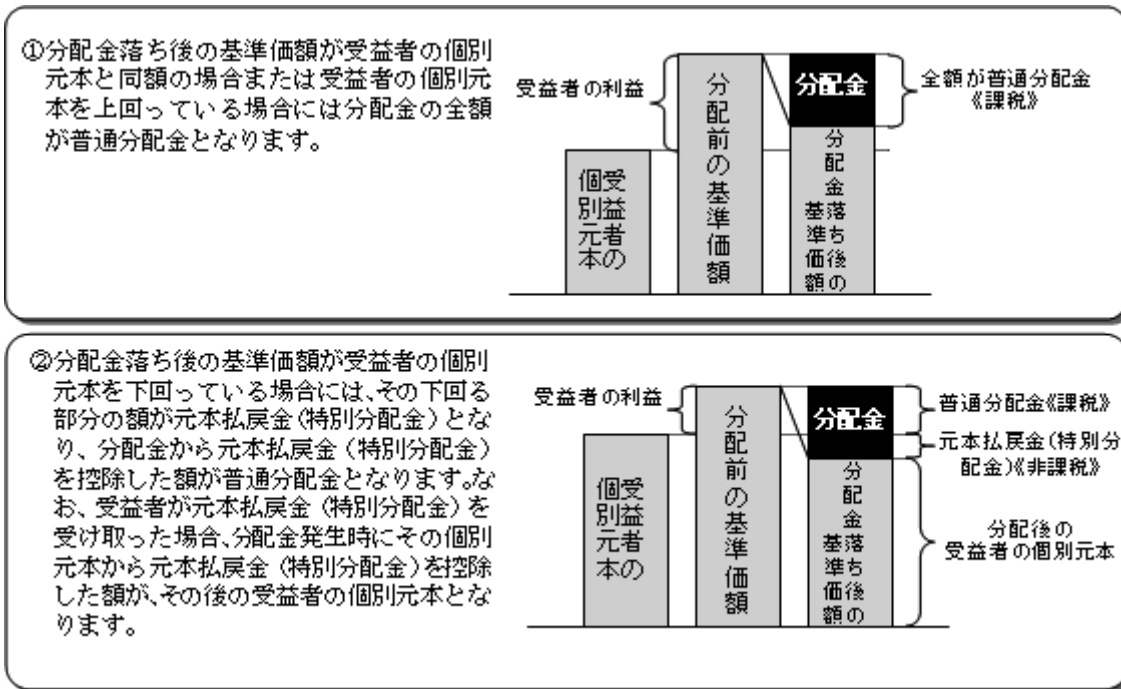 ①分配金落ち後の基準価額が受益者の個別
元本と同額の場合または受益者の個別元
本を上回っている場合には分配金の全額
が普通分配金となります。
受益者の利益
分配前の基準価額
分配金
全額が普通分配金
《課税》
受益者の
個別元本
分配金落ち後の
基準価額
②分配金落ち後の基準価額が受益者の個別
元本を下回っている場合には、その下回る
部分の額が元本払戻金(特別分配金)とな
り、分配金から元本払戻金(特別分配金)
を控除した額が普通分配金となります。な
お、受益者が元本払戻金(特別分配金)を
受け取った場合、分配金発生時にその個別
元本から元本払戻金(特別分配金)を控除
した額が、その後の受益者の個別元本とな
ります。
受益者の利益
分配前の基準価額
分配金
普通分配金《課税》
元本払戻金(特別分
配金)《非課税》
受益者の
個別元本
分配金落ち後の
基準価額
分配後の
受益者の個別元本